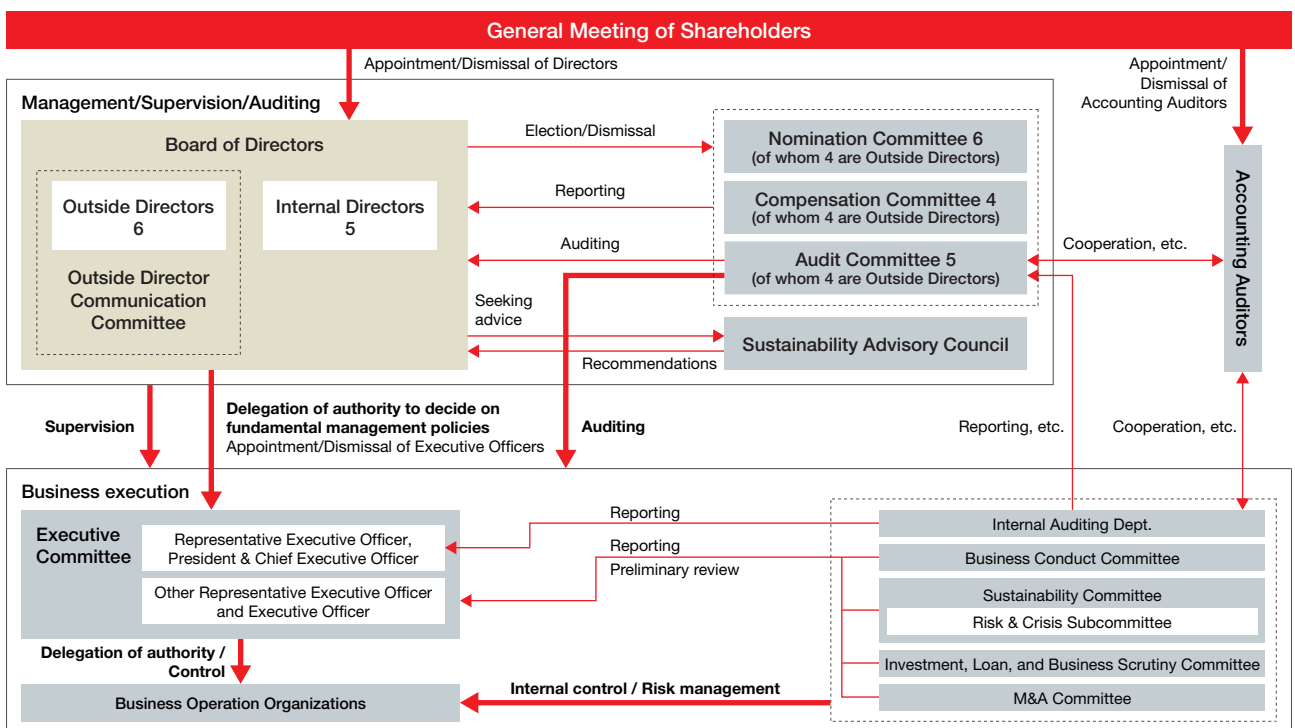 General Meeting of Shareholders
Appointment/Dismissal of Directors
Appointment/
Dismissal of
Accounting Auditors
Management/Supervision/Auditing
Board of Directors
Outside Directors
6
Internal Directors
5
Outside Director
Communication
Committee
Election/Dismissal
Reporting
Auditing
Seeking
advice
Recommendations
Nomination Committee 6
(of whom 4 are Outside Directors)
Compensation Committee 4
(of whom 4 are Outside Directors)
Audit Committee 5
(of whom 4 are Outside Directors)
Sustainability Advisory Council
Cooperation, etc.
Accounting Auditors
Supervision
Delegation of authority to decide on
fundamental management policies
Appointment/Dismissal of Executive Officers
Auditing
Reporting, etc.
Cooperation, etc.
Business execution
Executive
Committee
Representative Executive Officer,
President & Chief Executive Officer
Other Representative Executive Officer
and Executive Officer
Reporting
Reporting
Preliminary review
Internal Auditing Dept.
Business Conduct Committee
Sustainability Committee
Risk & Crisis Subcommittee
Investment, Loan, and Business Scrutiny Committee
M&A Committee
Delegation of authority /
Control
Internal control / Risk management
Business Operation Organizations